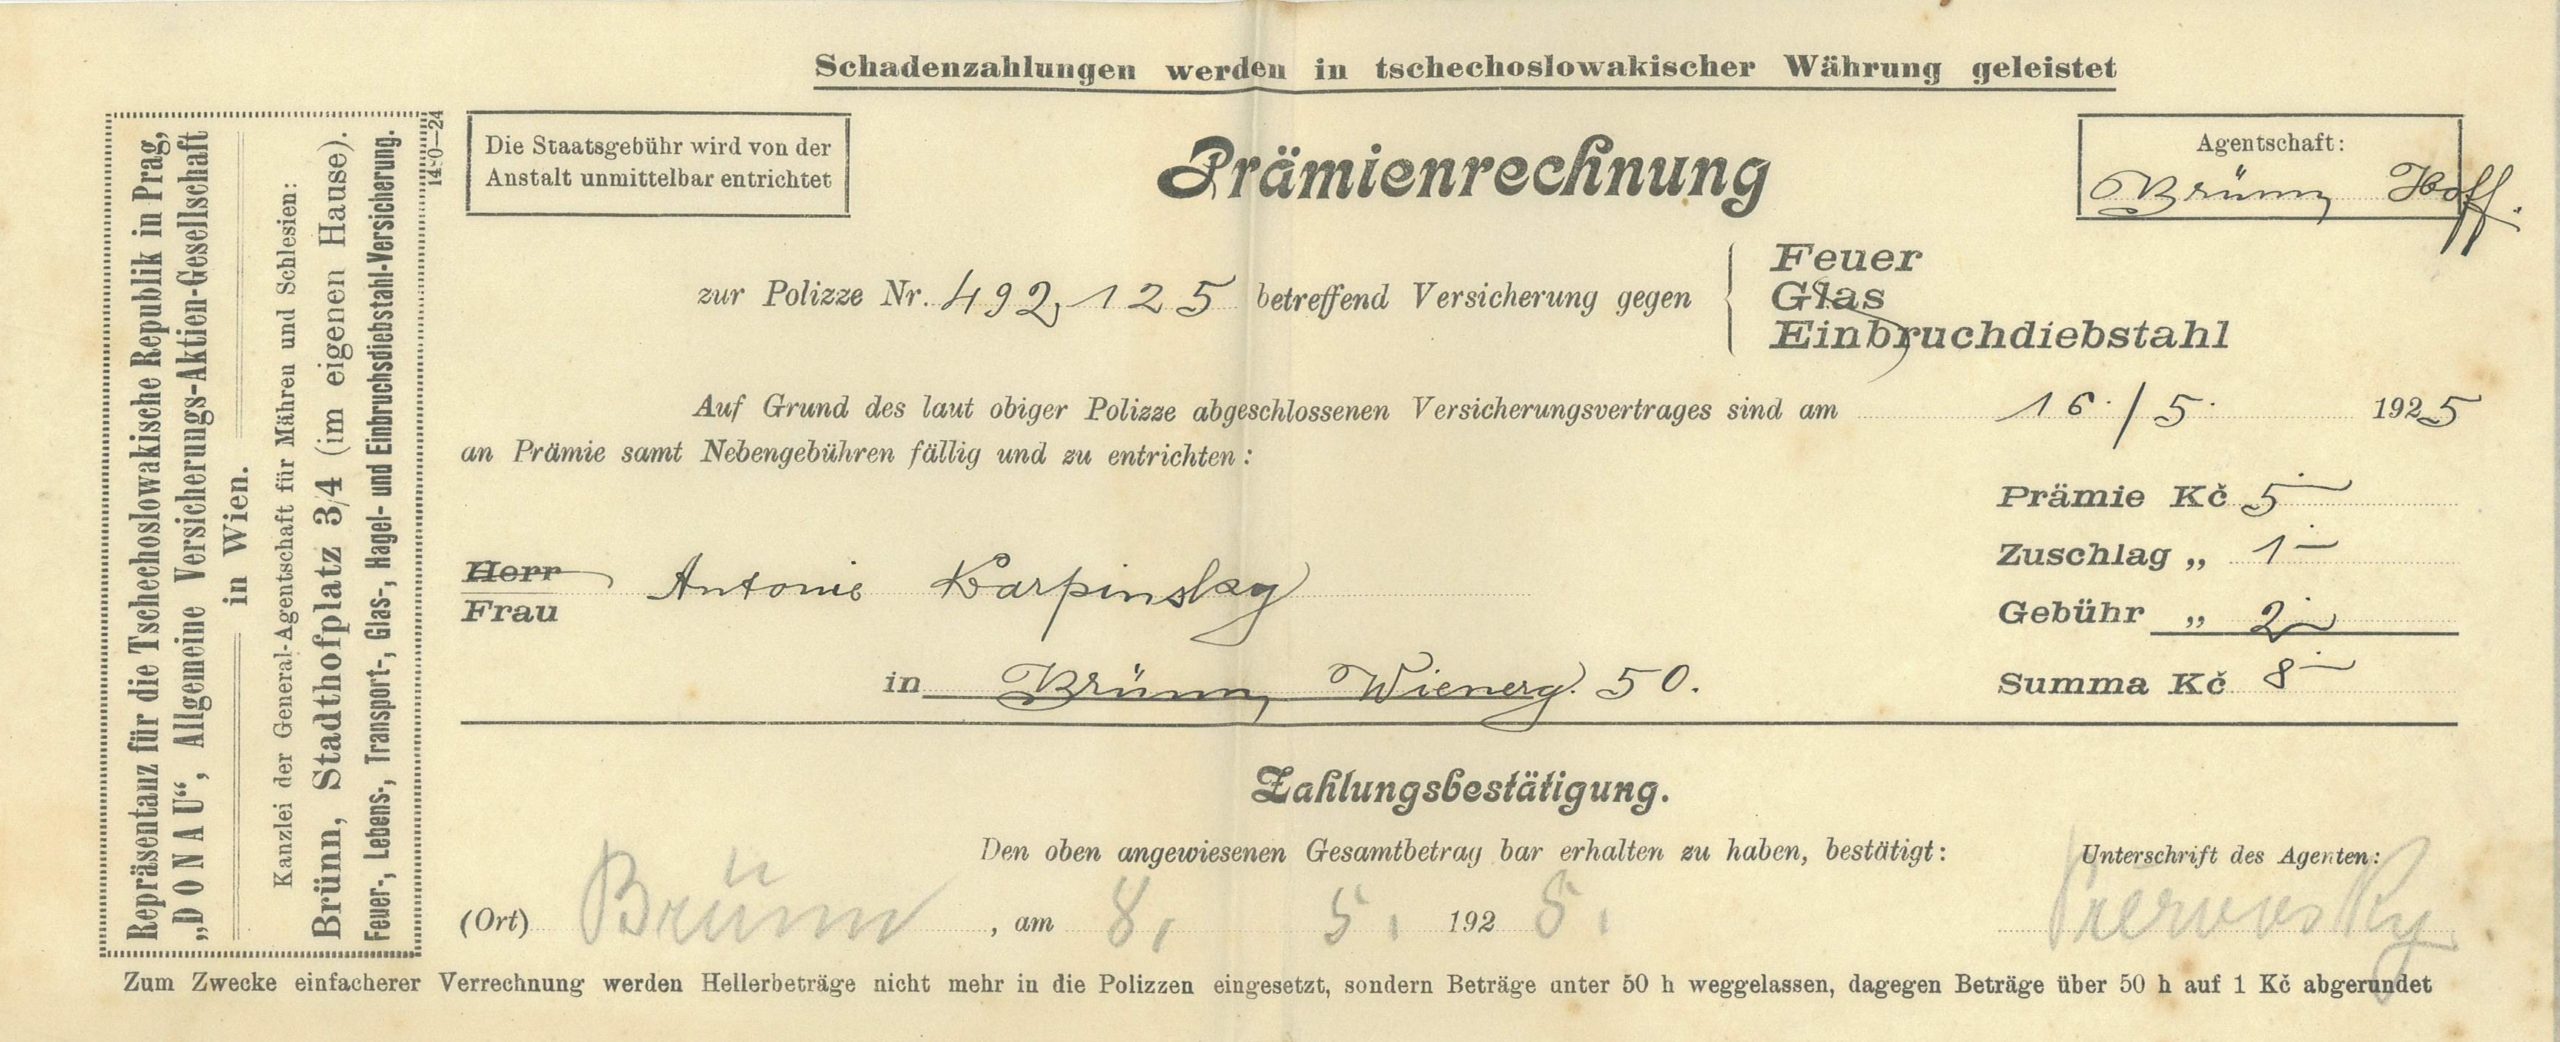 Schadenzahlungen werden in tschechoslowakischer Währung geleistet
Repräsentanz für die Tschechoslowakische Republik in Prag,
„DONAU“, Allgemeine Versicherungs-Aktien-Gesellschaft
in Wien.
Kanzlei der General-Agentschaft für Mähren und Schlesien:
Brünn, Stadthofplatz 3/4 (im eigenen Hause).
Feuer-, Lebens-, Transport-, Glas-, Hagel- und Einbruchsdiebstahl-Versicherung.
Die Staatsgebühr wird von der
Anstalt unmittelbar entrichtet
Prämienrechnung
Agentschaft:
Brünn Hoff.
zur Polizze Nr. 492,125 betreffend Versicherung gegen
Feuer
Glas
Einbruchdiebstahl
Auf Grund des laut obiger Polizze abgeschlossenen Versicherungsvertrages sind am 16./5. 1925
an Prämie samt Nebengebühren fällig und zu entrichten:
Prämie Kč 5-
Zuschlag „ 1-
Gebühr „ 2-
Summa Kč 8-
Herr
Frau
Antonie Karpinsky
in Brünn, Wienerg. 50.
Zahlungsbestätigung.
Den oben angewiesenen Gesamtbetrag bar erhalten zu haben, bestätigt:
Unterschrift des Agenten:
(Ort) Brünn, am 8. 5. 1925.
Zum Zwecke einfacherer Verrechnung werden Hellerbeträge nicht mehr in die Polizzen eingesetzt, sondern Beträge unter 50 h weggelassen, dagegen Beträge über 50 h auf 1 Kč abgerundet